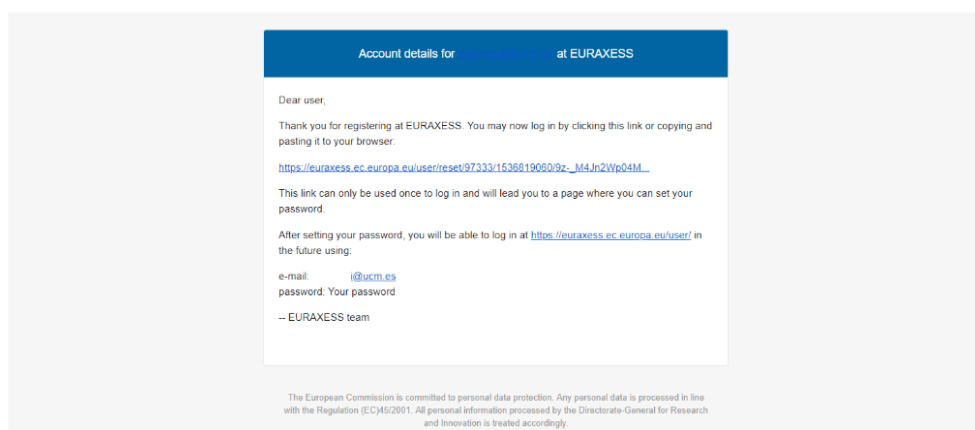 Account details for at EURAXESS
Dear user,
Thank you for registering at EURAXESS. You may now log in by clicking this link or copying and
pasting it to your browser:
https://euraxess.ec.europa.eu/user/reset/97333/1536819060/9z-_M4Jn2Wp04M...
This link can only be used once to log in and will lead you to a page where you can set your
password.
After setting your password, you will be able to log in at https://euraxess.ec.europa.eu/user/ in
the future using:
e-mail: i@ucm.es
password: Your password
-- EURAXESS team
The European Commission is committed to personal data protection. Any personal data is processed in line
with the Regulation (EC)45/2001. All personal information processed by the Directorate-General for Research
and Innovation is treated accordingly.